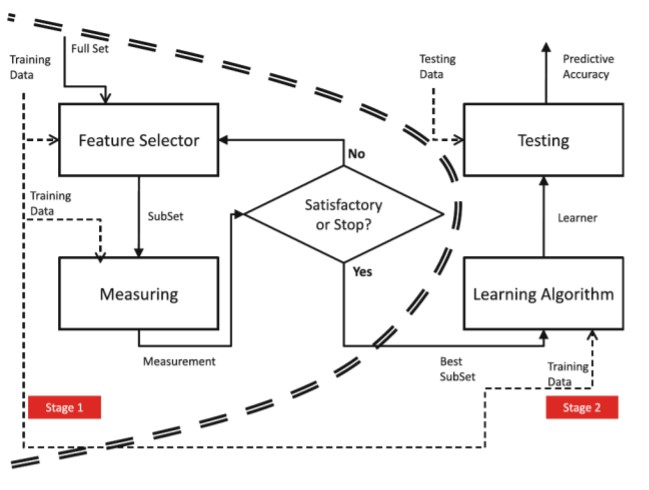 Full Set
Training
Data
Feature Selector
Training
Data
SubSet
Measuring
Measurement
No
Satisfactory
or Stop?
Yes
Testing
Data
Predictive
Accuracy
Testing
Learner
Learning Algorithm
Best
SubSet
Training
Data
Stage 1
Stage 2